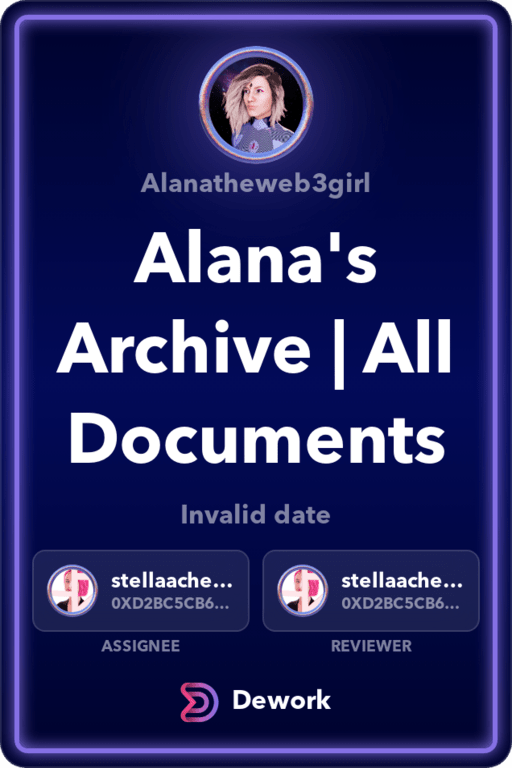 Alanatheweb3girl
Alana's
Archive | All
Documents
Invalid date
stellaache...
0XD2BC5CB6...
ASSIGNEE
stellaache...
0XD2BC5CB6...
REVIEWER
Dework